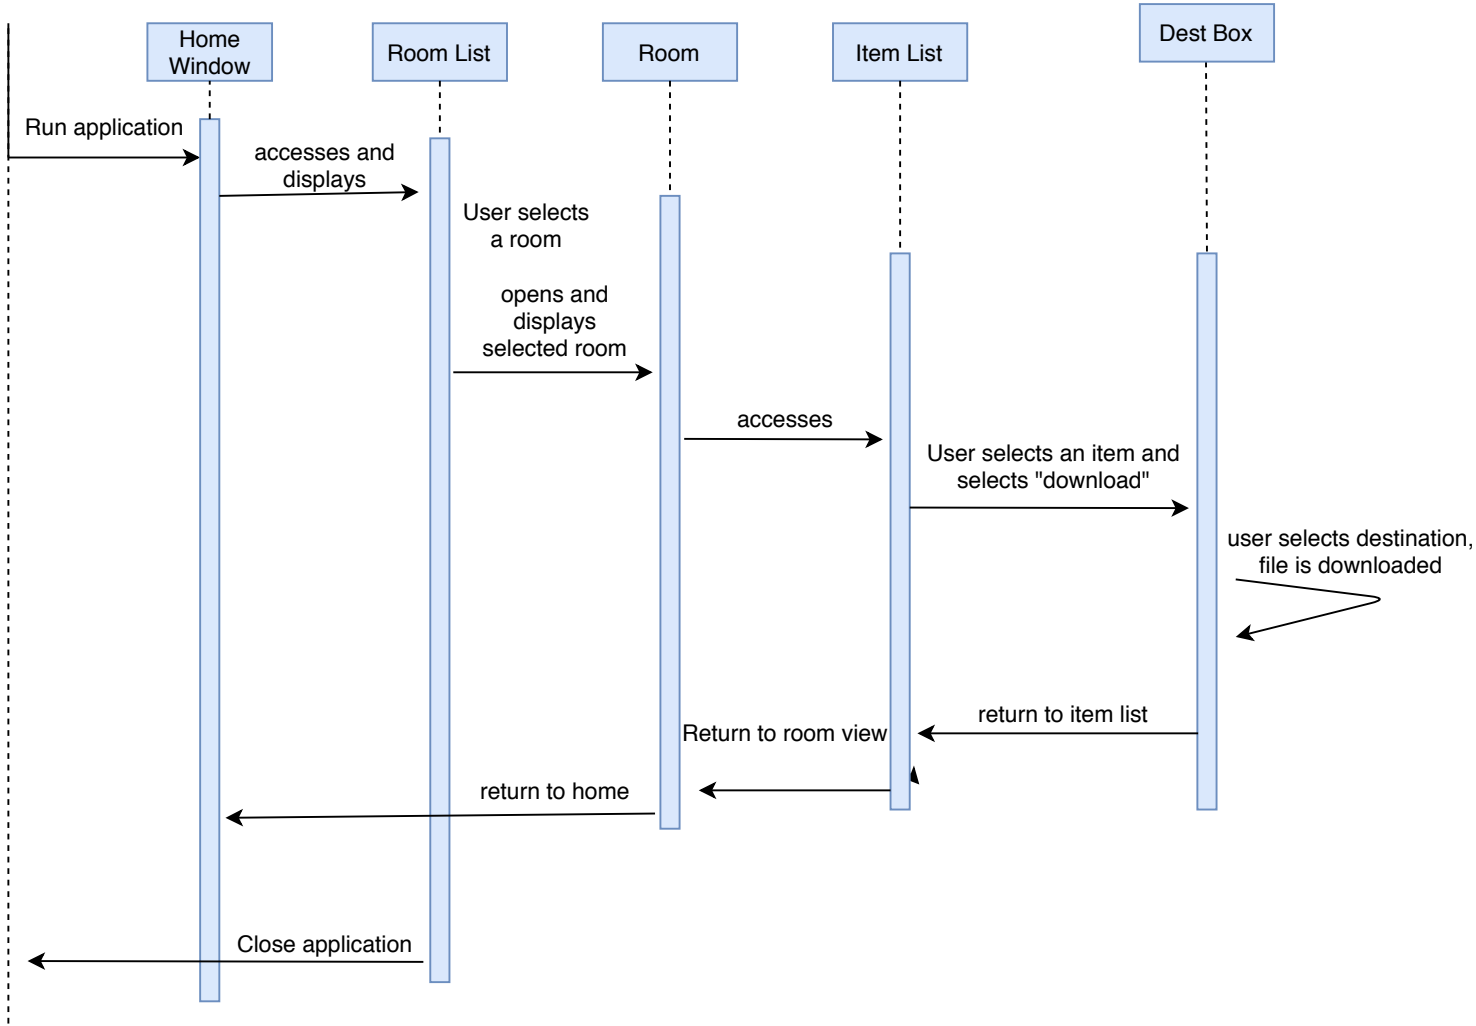 Home
Window
Room List
Room
Item List
Dest Box
Run application
accesses and
displays
User selects
a room
opens and
displays
selected room
accesses
User selects an item and
selects "download"
user selects destination,
file is downloaded
return to item list
Return to room view
return to home
Close application